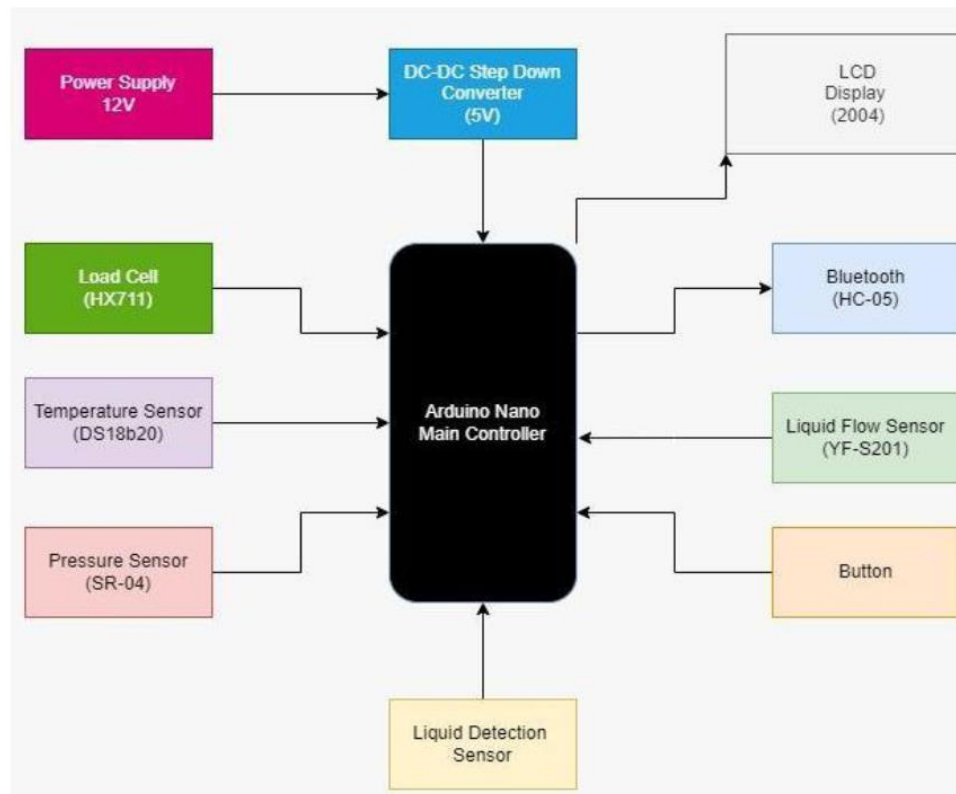 Power Supply
12V
DC-DC Step Down
Converter
(5V)
LCD
Display
(2004)
Load Cell
(HX711)
Bluetooth
(HC-05)
Temperature Sensor
(DS18b20)
Arduino Nano
Main Controller
Liquid Flow Sensor
(YF-S201)
Pressure Sensor
(SR-04)
Button
Liquid Detection
Sensor